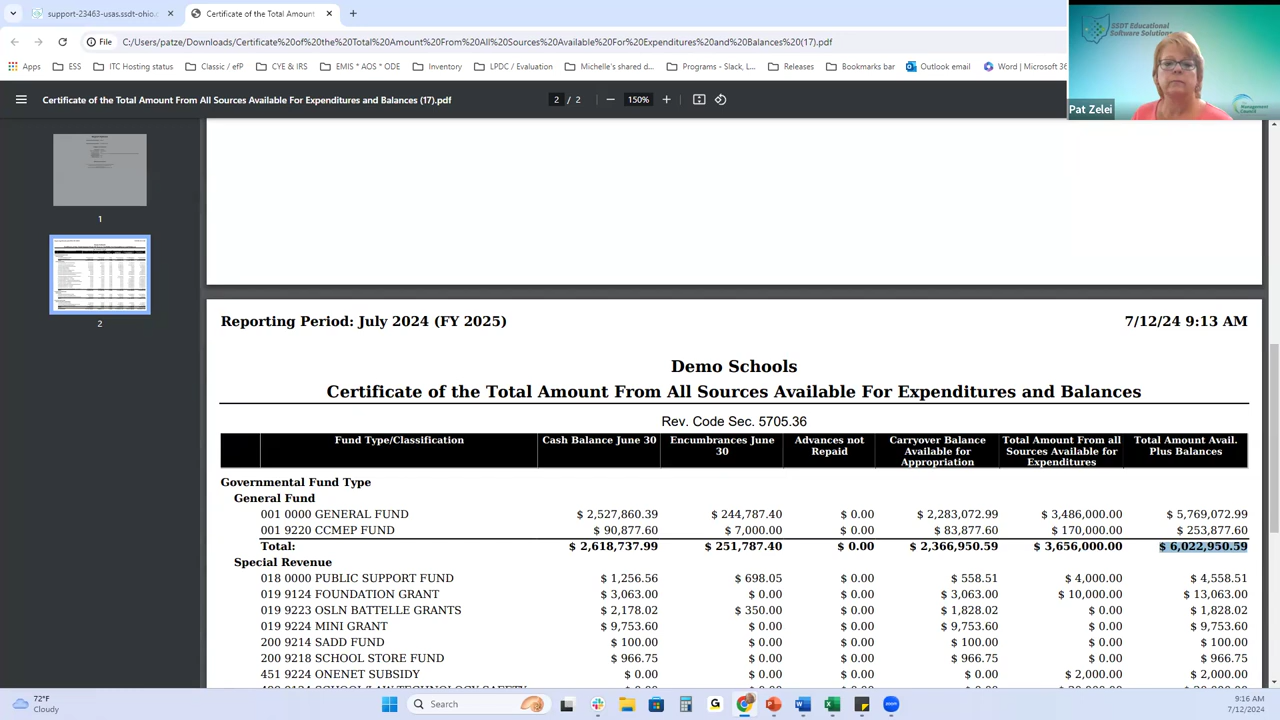 support-23463-usas.ssdt-ohio.c
Certificate of the Total Amount
File
C:/Users/patze/Downloads/Certificate%20of%20the%20Total%20Amount%20From%20All%20Sources%20Available%20For%20Expenditures%20and%20Balances%20(17).pdf
Apps
ESS
ITC Hosting status
Classic / efP
CYE & IRS
EMIS * AOS * ODE
Inventory
LPDC / Evaluation
Michelle's shared d...
Programs - Slack, L...
Releases
Bookmarks bar
Outlook email
Word | Microsoft 36
SSDT Educational
Software Solutions
Management
Council
Pat Zelei
Certificate of the Total Amount From All Sources Available For Expenditures and Balances (17).pdf
2 / 2
150%
1
2
Reporting Period: July 2024 (FY 2025)
7/12/24 9:13 AM
Demo Schools
Certificate of the Total Amount From All Sources Available For Expenditures and Balances
Rev. Code Sec. 5705.36
Fund Type/Classification Cash Balance June 30 Encumbrances June 30 Advances not Repaid Carryover Balance Available for Appropriation Total Amount From all Sources Available for Expenditures Total Amount Avail. Plus Balances
Governmental Fund Type
General Fund
001 0000 GENERAL FUND $ 2,527,860.39 $ 244,787.40 $ 0.00 $ 2,283,072.99 $ 3,486,000.00 $ 5,769,072.99
001 9220 CCMEP FUND $ 90,877.60 $ 7,000.00 $ 0.00 $ 83,877.60 $ 170,000.00 $ 253,877.60
Total: $ 2,618,737.99 $ 251,787.40 $ 0.00 $ 2,366,950.59 $ 3,656,000.00 $ 6,022,950.59
Special Revenue
018 0000 PUBLIC SUPPORT FUND $ 1,256.56 $ 698.05 $ 0.00 $ 558.51 $ 4,000.00 $ 4,558.51
019 9124 FOUNDATION GRANT $ 3,063.00 $ 0.00 $ 0.00 $ 3,063.00 $ 10,000.00 $ 13,063.00
019 9223 OSLN BATTELLE GRANTS $ 2,178.02 $ 350.00 $ 0.00 $ 1,828.02 $ 0.00 $ 1,828.02
019 9224 MINI GRANT $ 9,753.60 $ 0.00 $ 0.00 $ 9,753.60 $ 0.00 $ 9,753.60
200 9214 SADD FUND $ 100.00 $ 0.00 $ 0.00 $ 100.00 $ 0.00 $ 100.00
200 9218 SCHOOL STORE FUND $ 966.75 $ 0.00 $ 0.00 $ 966.75 $ 0.00 $ 966.75
451 9224 ONENET SUBSIDY $ 0.00 $ 0.00 $ 0.00 $ 0.00 $ 2,000.00 $ 2,000.00
72°F
Cloudy
Search
zoom
9:16 AM
7/12/2024